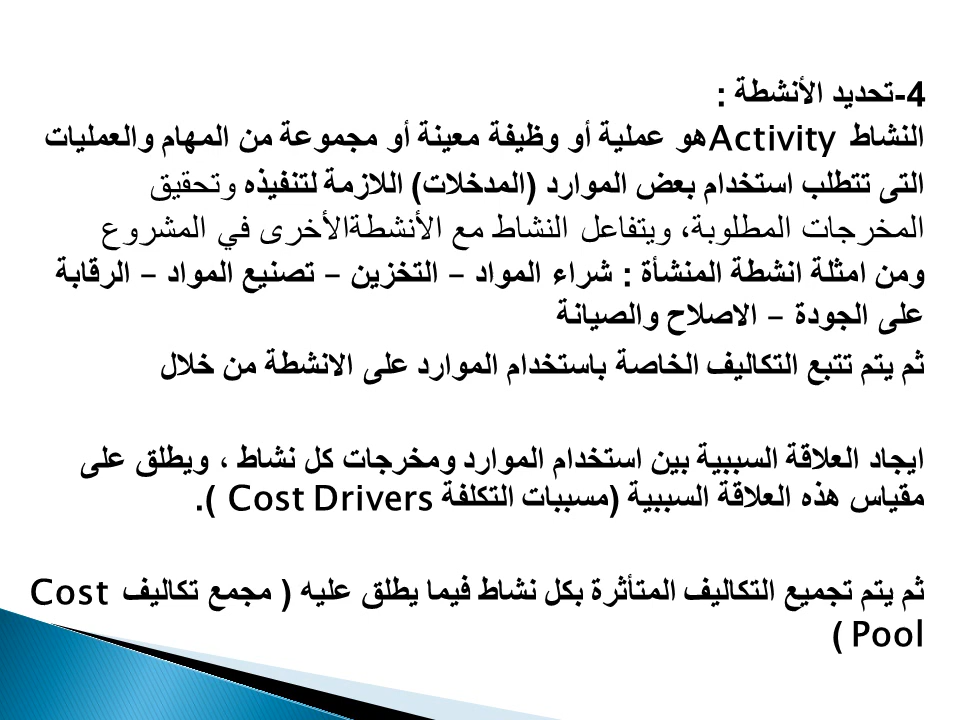 4-تحديد الأنشطة :
النشاط Activityهو عملية أو وظيفة معينة أو مجموعة من المهام والعمليات
التى تتطلب استخدام بعض الموارد (المدخلات) اللازمة لتنفيذه وتحقيق
المخرجات المطلوبة، ويتفاعل النشاط مع الأنشطةالأخرى في المشروع
ومن امثلة انشطة المنشأة : شراء المواد – التخزين – تصنيع المواد – الرقابة
على الجودة – الاصلاح والصيانة
ثم يتم تتبع التكاليف الخاصة باستخدام الموارد على الانشطة من خلال
ايجاد العلاقة السببية بين استخدام الموارد ومخرجات كل نشاط ، ويطلق على
مقياس هذه العلاقة السببية (مسببات التكلفة Cost Drivers ).
ثم يتم تجميع التكاليف المتأثرة بكل نشاط فيما يطلق عليه ( مجمع تكاليف Cost
Pool )